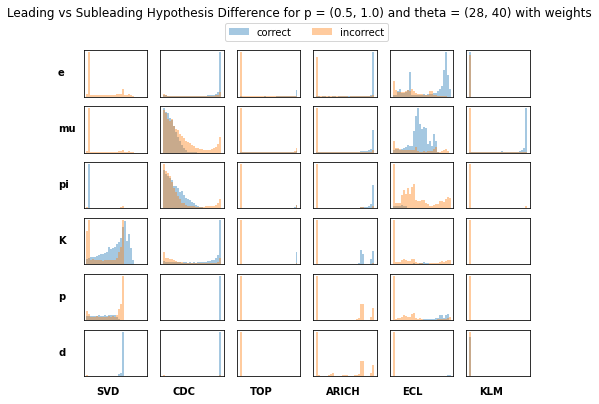 Leading vs Subleading Hypothesis Difference for p = (0.5, 1.0) and theta = (28, 40) with weights
correct incorrect
e
mu
pi
K
p
d
SVD CDC TOP ARICH ECL KLM